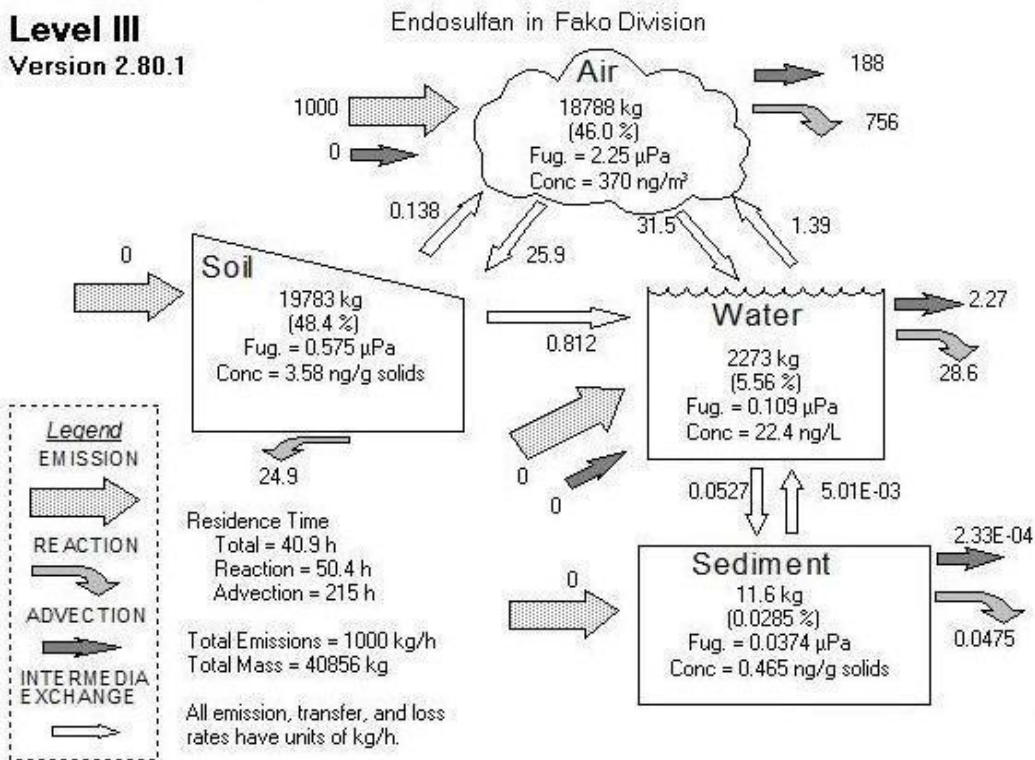 Level III
Version 2.80.1
Endosulfan in Fako Division
Air
18788 kg
(46.0 %)
Fug. = 2.25 µPa
Conc = 370 ng/m³
1000
0
188
756
0.138
25.9
31.5
1.39
0
Soil
19783 kg
(48.4 %)
Fug. = 0.575 µPa
Conc = 3.58 ng/g solids
24.9
0.812
Water
2273 kg
(5.56 %)
Fug. = 0.109 µPa
Conc = 22.4 ng/L
2.27
28.6
0
0
0.0527
5.01E-03
Sediment
11.6 kg
(0.0285 %)
Fug. = 0.0374 µPa
Conc = 0.465 ng/g solids
0
2.33E-04
0.0475
Legend
EMISSION
REACTION
ADVECTION
INTERMEDIA
EXCHANGE
Residence Time
Total = 40.9 h
Reaction = 50.4 h
Advection = 215 h
Total Emissions = 1000 kg/h
Total Mass = 40856 kg
All emission, transfer, and loss
rates have units of kg/h.